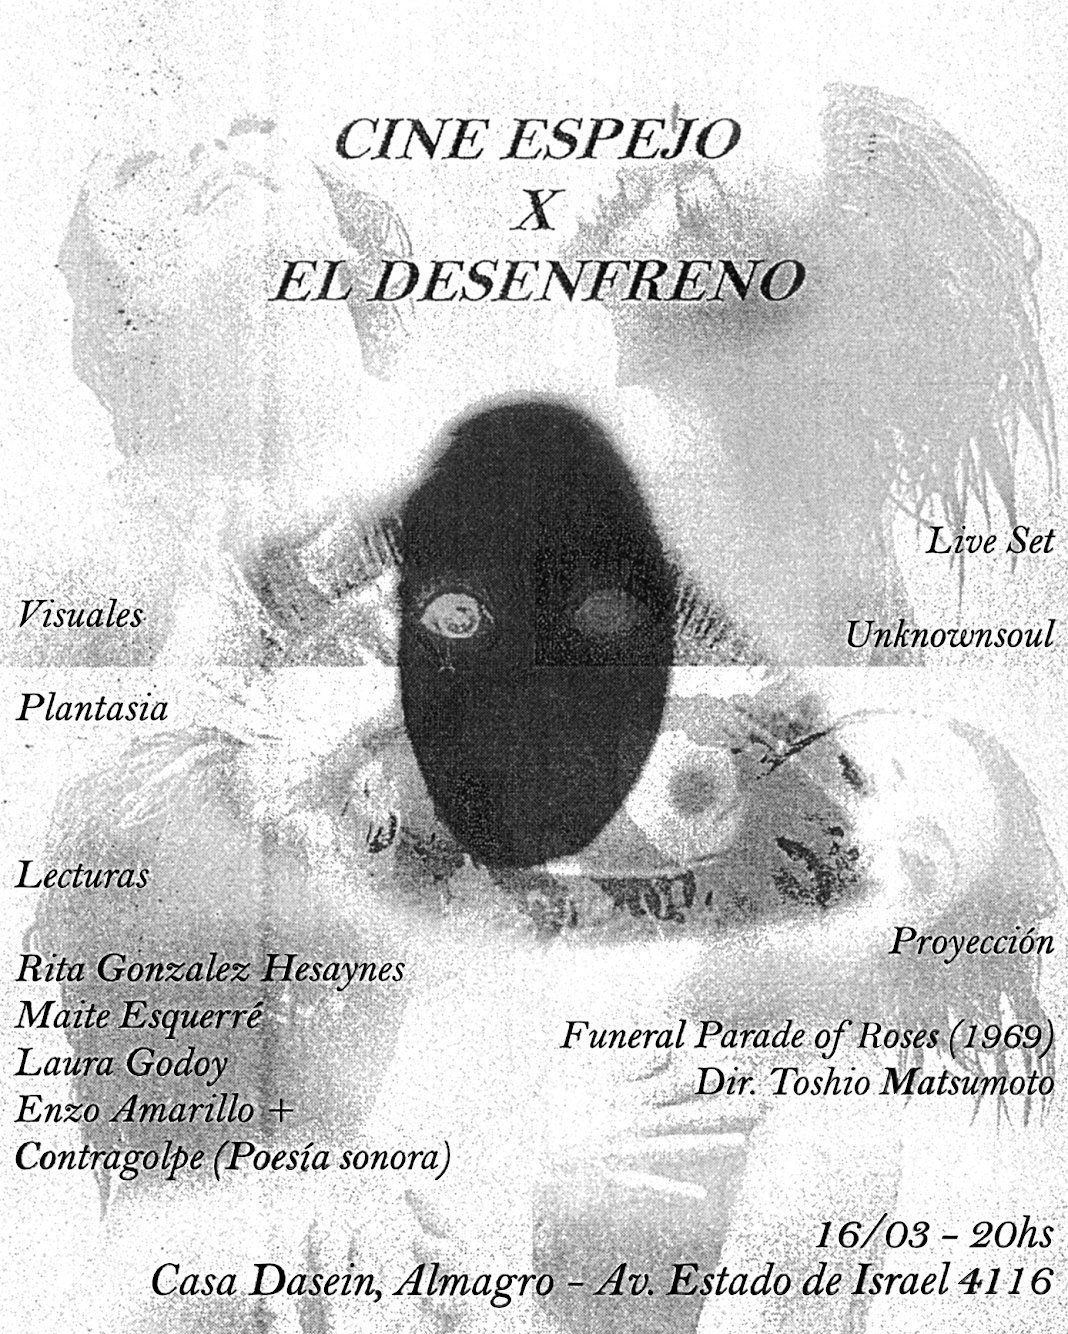 CINE ESPEJO
X
EL DESENFRENO
Live Set
Unknownsoul
Visuales
Plantasia
Lecturas
Rita Gonzalez Hesaynes
Maite Esquerré
Laura Godoy
Enzo Amarillo +
Contragolpe (Poesía sonora)
Proyección
Funeral Parade of Roses (1969)
Dir. Toshio Matsumoto
16/03 - 20hs
Casa Dasein, Almagro - Av. Estado de Israel 4116